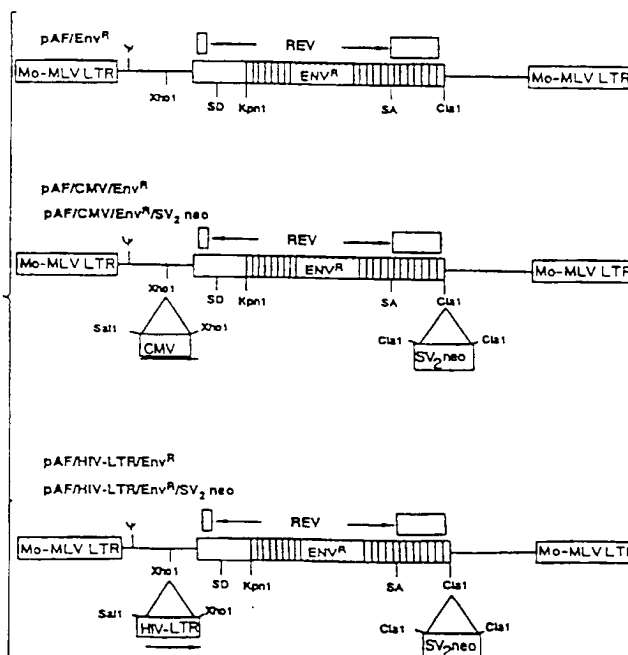 pAF/Env^R
REV
Ψ
Mo-MLV LTR ENV^R Mo-MLV LTR
Xho1 SD Kpn1 SA Cla1
pAF/CMV/Env^R
pAF/CMV/Env^R/SV₂ neo
REV
Ψ
Mo-MLV LTR ENV^R Mo-MLV LTR
Xho1 SD Kpn1 SA Cla1
Sal1 Xho1 Cla1 Cla1
CMV SV₂neo
pAF/HIV-LTR/Env^R
pAF/HIV-LTR/Env^R/SV₂ neo
REV
Ψ
Mo-MLV LTR ENV^R Mo-MLV LTR
Xho1 SD Kpn1 SA Cla1
Sal1 Xho1 Cla1 Cla1
HIV-LTR SV₂neo